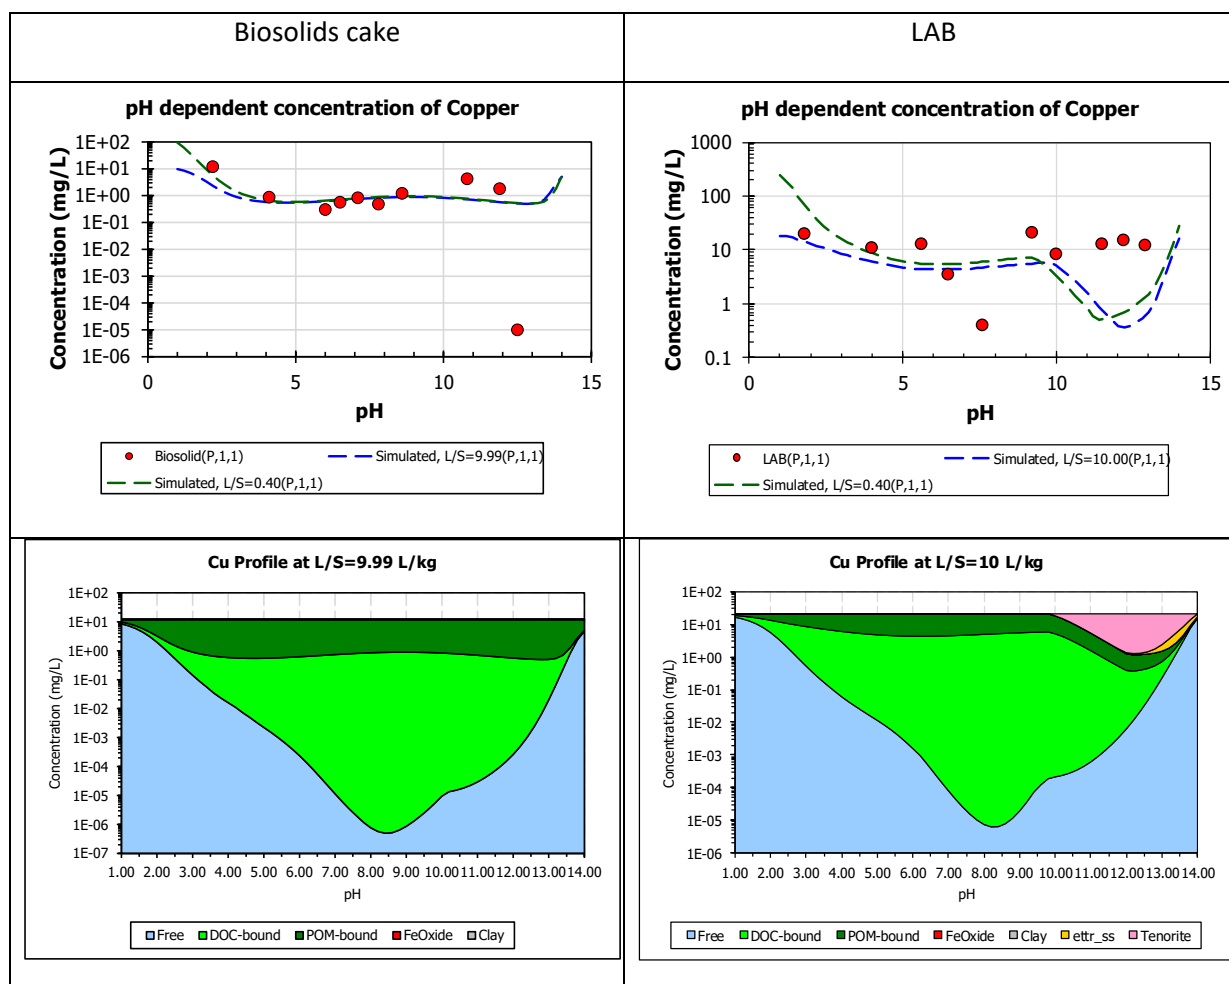 Biosolids cake
LAB
pH dependent concentration of Copper
Concentration (mg/L)
1E+02
1E+01
1E+00
1E-01
1E-02
1E-03
1E-04
1E-05
1E-06
0 5 10 15
pH
Biosolid(P,1,1)
Simulated, L/S=9.99(P,1,1)
Simulated, L/S=0.40(P,1,1)
pH dependent concentration of Copper
Concentration (mg/L)
1000
100
10
1
0.1
0 5 10 15
pH
LAB(P,1,1)
Simulated, L/S=10.00(P,1,1)
Simulated, L/S=0.40(P,1,1)
Cu Profile at L/S=9.99 L/kg
Concentration (mg/L)
1E+02
1E+01
1E+00
1E-01
1E-02
1E-03
1E-04
1E-05
1E-06
1E-07
1.00 2.00 3.00 4.00 5.00 6.00 7.00 8.00 9.00 10.00 11.00 12.00 13.00 14.00
pH
Free DOC-bound POM-bound FeOxide Clay
Cu Profile at L/S=10 L/kg
Concentration (mg/L)
1E+02
1E+01
1E+00
1E-01
1E-02
1E-03
1E-04
1E-05
1E-06
1.00 2.00 3.00 4.00 5.00 6.00 7.00 8.00 9.00 10.00 11.00 12.00 13.00 14.00
pH
Free DOC-bound POM-bound FeOxide Clay ettr_ss Tenorite